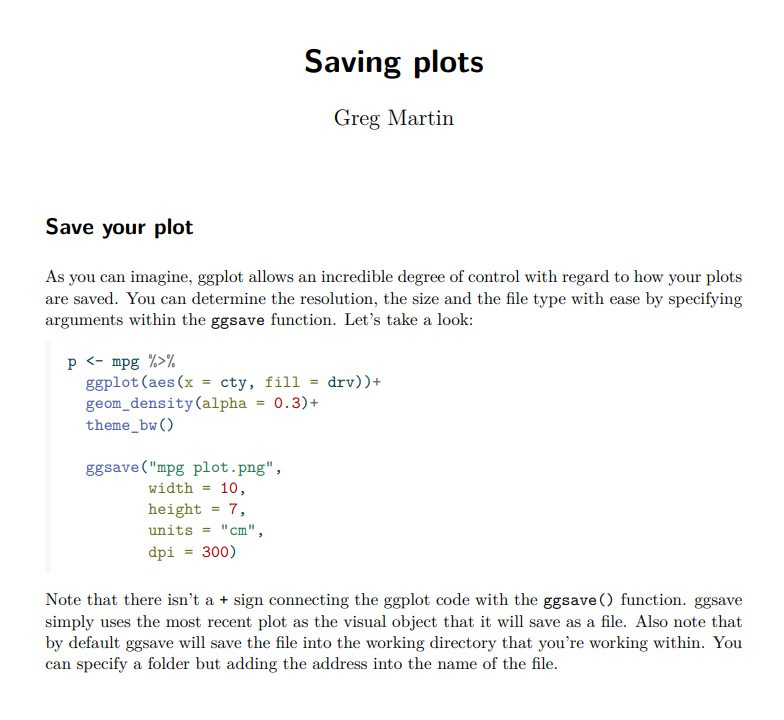 Saving plots
Greg Martin
Save your plot
As you can imagine, ggplot allows an incredible degree of control with regard to how your plots
are saved. You can determine the resolution, the size and the file type with ease by specifying
arguments within the ggsave function. Let's take a look:
p <- mpg %>%
  ggplot(aes(x = cty, fill = drv))+
  geom_density(alpha = 0.3)+
  theme_bw()

  ggsave("mpg plot.png",
         width = 10,
         height = 7,
         units = "cm",
         dpi = 300)
Note that there isn't a + sign connecting the ggplot code with the ggsave() function. ggsave
simply uses the most recent plot as the visual object that it will save as a file. Also note that
by default ggsave will save the file into the working directory that you're working within. You
can specify a folder but adding the address into the name of the file.